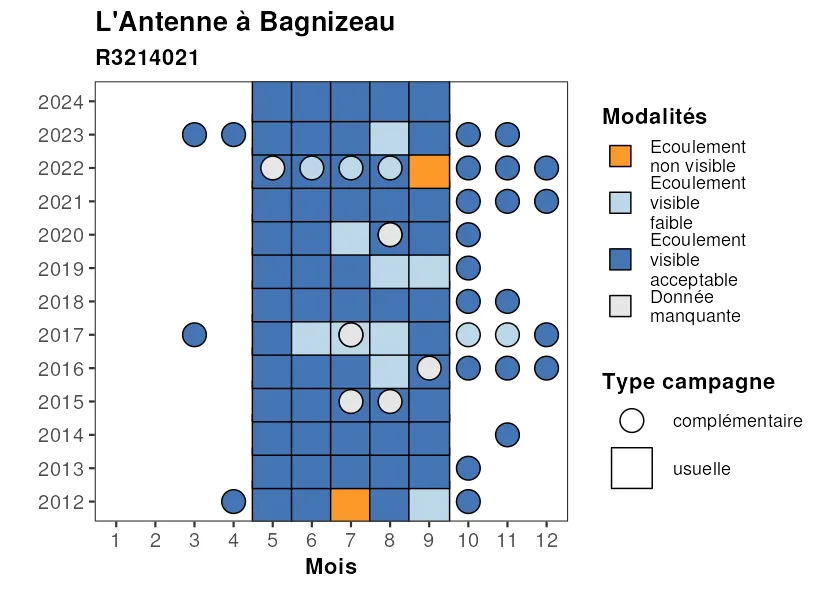 L'Antenne à Bagnizeau
R3214021
2024
2023
2022
2021
2020
2019
2018
2017
2016
2015
2014
2013
2012
1 2 3 4 5 6 7 8 9 10 11 12
Mois
Modalités
Ecoulement
non visible
Ecoulement
visible
faible
Ecoulement
visible
acceptable
Donnée
manquante
Type campagne
complémentaire
usuelle